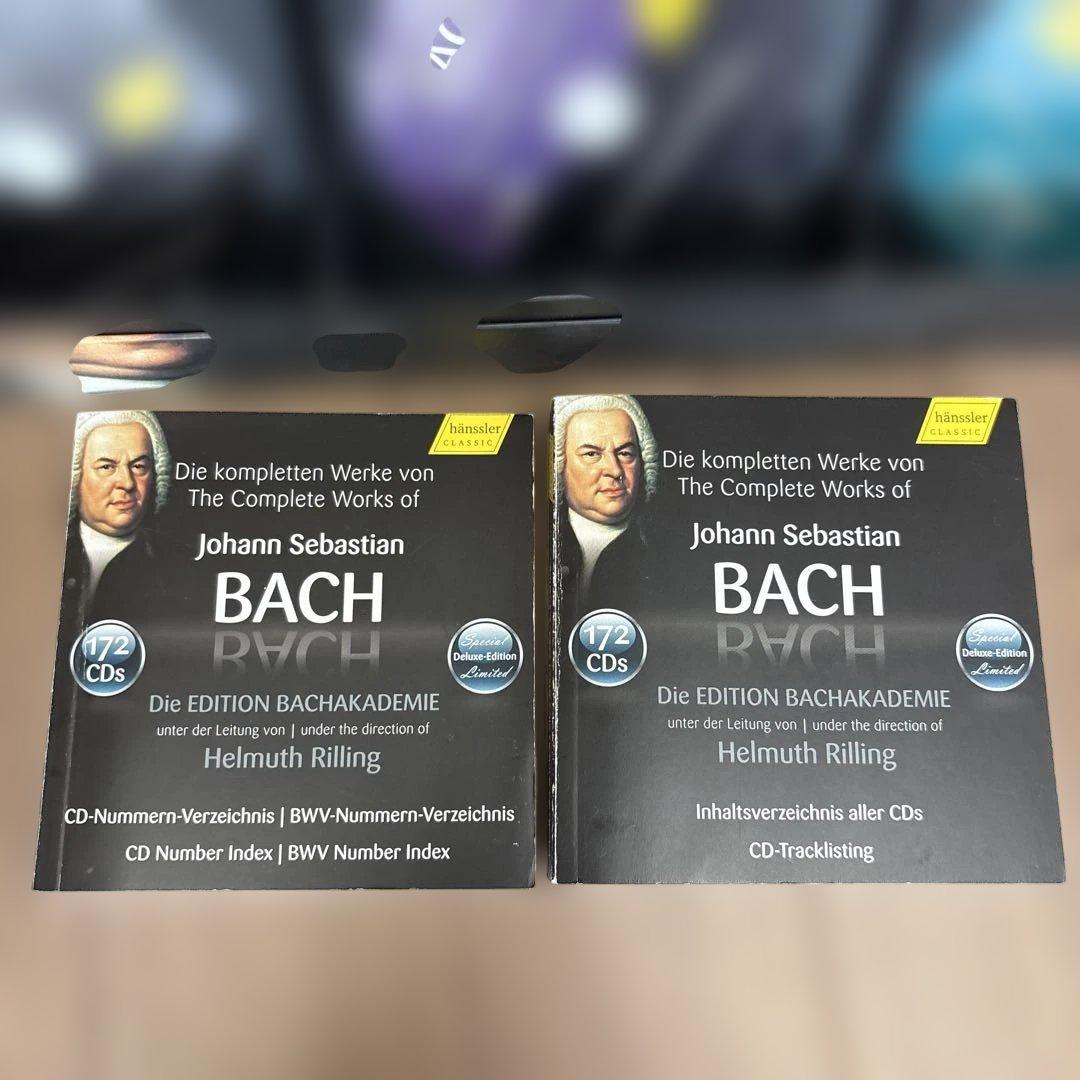 hänssler
CLASSIC
Die kompletten Werke von
The Complete Works of
Johann Sebastian
BACH
BACH
172
CDs
Special
Deluxe-Edition
Limited
Die EDITION BACHAKADEMIE
unter der Leitung von | under the direction of
Helmuth Rilling
CD-Nummern-Verzeichnis | BWV-Nummern-Verzeichnis
CD Number Index | BWV Number Index
hänssler
CLASSIC
Die kompletten Werke von
The Complete Works of
Johann Sebastian
BACH
BACH
172
CDs
Special
Deluxe-Edition
Limited
Die EDITION BACHAKADEMIE
unter der Leitung von | under the direction of
Helmuth Rilling
Inhaltsverzeichnis aller CDs
CD-Tracklisting